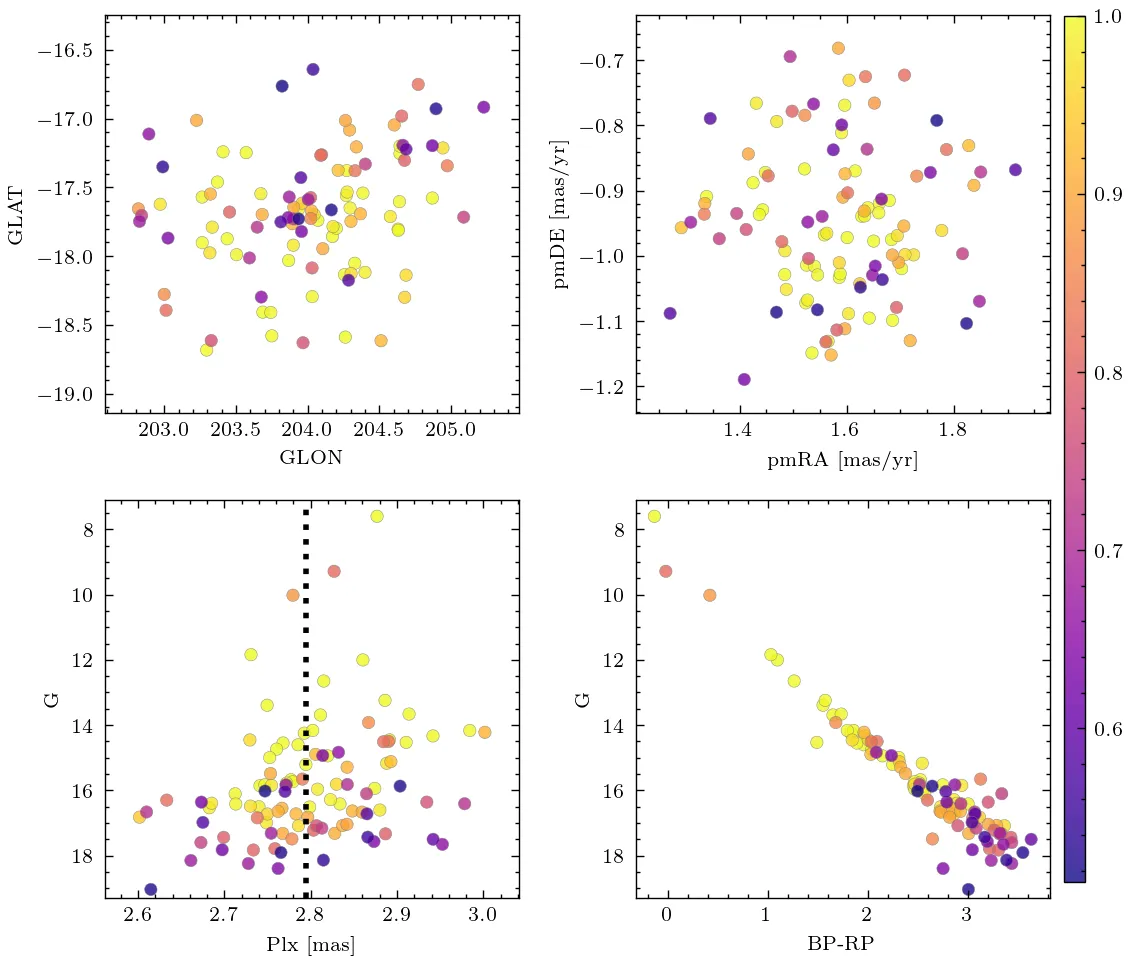 −16.5
−17.0
−17.5
−18.0
−18.5
−19.0
GLAT
203.0 203.5 204.0 204.5 205.0
GLON
−0.7
−0.8
−0.9
−1.0
−1.1
−1.2
pmDE [mas/yr]
1.4 1.6 1.8
pmRA [mas/yr]
1.0
0.9
0.8
0.7
0.6
8
10
12
14
16
18
G
2.6 2.7 2.8 2.9 3.0
Plx [mas]
8
10
12
14
16
18
G
0 1 2 3
BP-RP